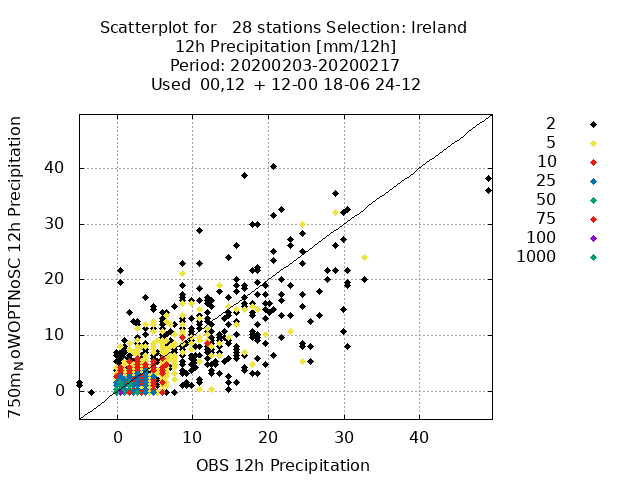 Scatterplot for   28 stations Selection: Ireland
12h Precipitation [mm/12h]
Period: 20200203-20200217
Used  00,12  + 12-00 18-06 24-12
750m_NoWOPTNoSC 12h Precipitation
40
30
20
10
0
0 10 20 30 40
OBS 12h Precipitation
2
5
10
25
50
75
100
1000